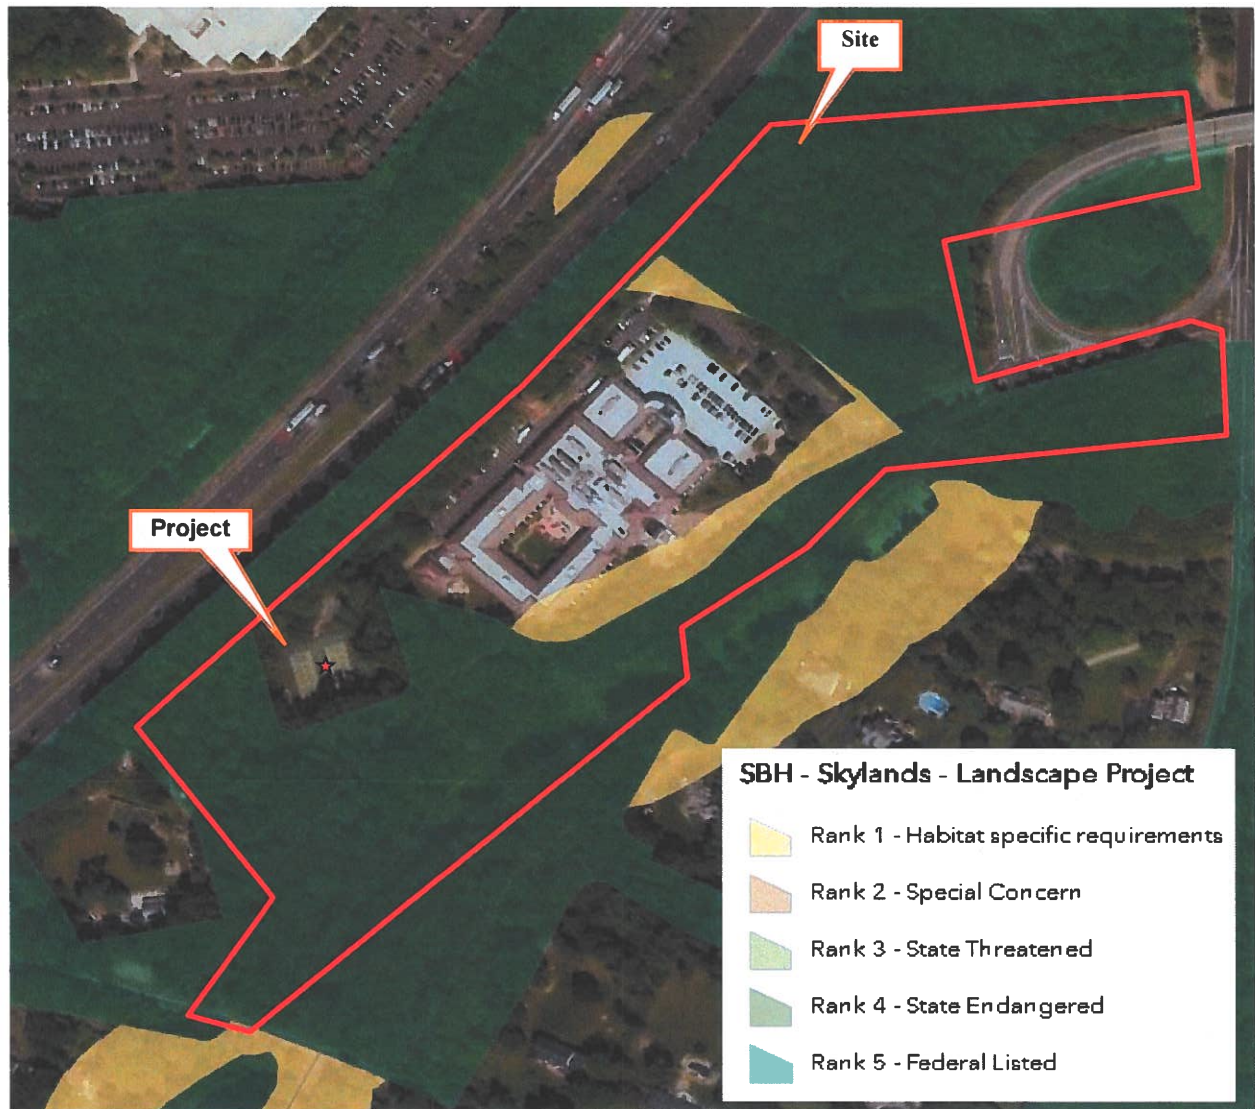 Site
Project
SBH - Skylands - Landscape Project
Rank 1 - Habitat specific requirements
Rank 2 - Special Concern
Rank 3 - State Threatened
Rank 4 - State Endangered
Rank 5 - Federal Listed